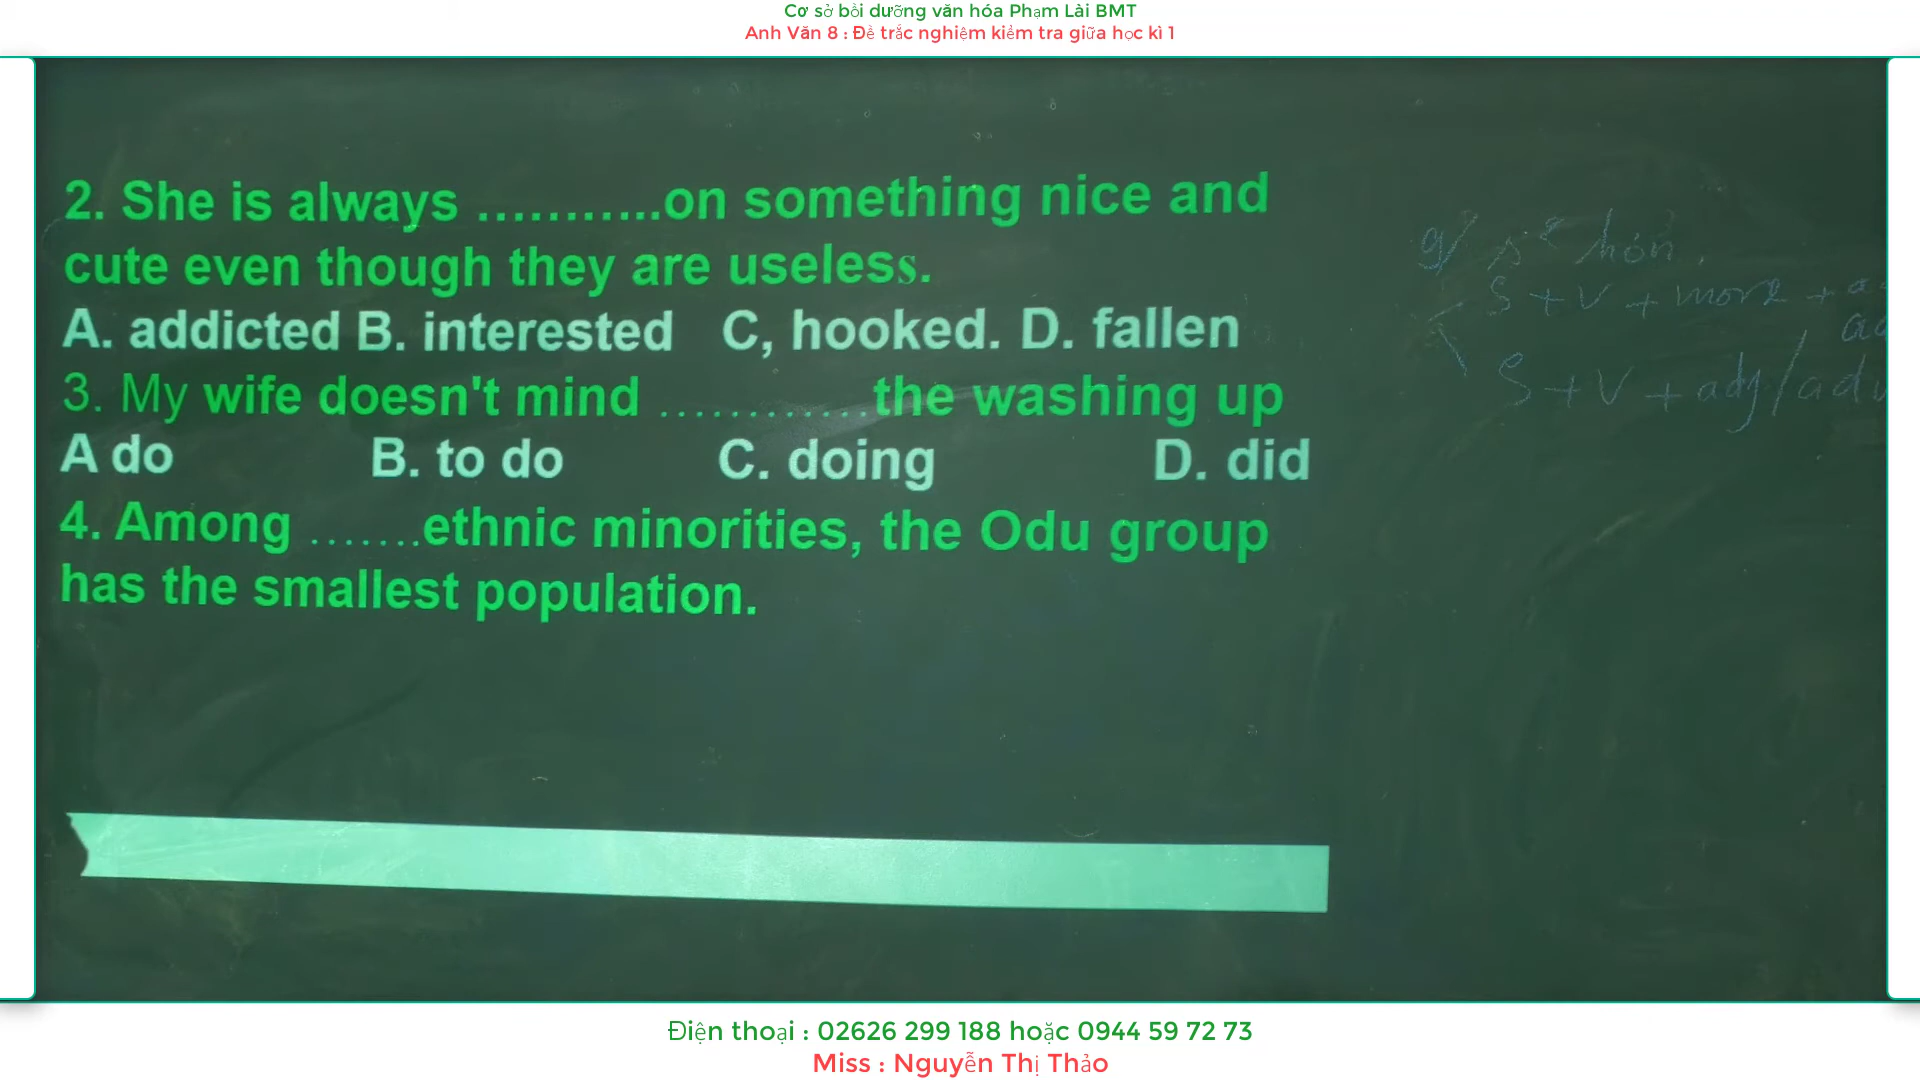 Cơ sở bồi dưỡng văn hóa Phạm Lài BMT
Anh Văn 8 : Đề trắc nghiệm kiểm tra giữa học kì 1
2. She is always ...........on something nice and
cute even though they are useless.
A. addicted B. interested C, hooked. D. fallen
3. My wife doesn't mind ............the washing up
A do B. to do C. doing D. did
4. Among .......ethnic minorities, the Odu group
has the smallest population.
hơn.
S + V + more +
S + V + adj/adv
Điện thoại : 02626 299 188 hoặc 0944 59 72 73
Miss : Nguyễn Thị Thảo